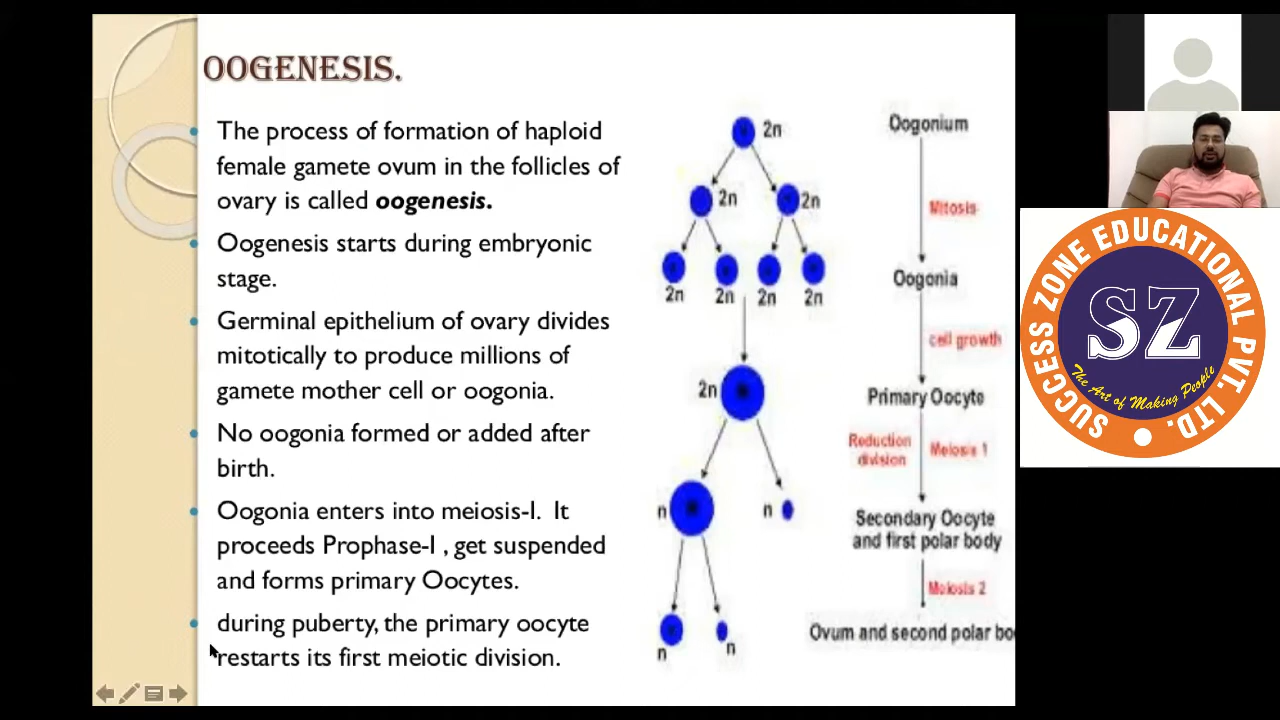 OOGENESIS.
The process of formation of haploid
female gamete ovum in the follicles of
ovary is called oogenesis.
Oogenesis starts during embryonic
stage.
Germinal epithelium of ovary divides
mitotically to produce millions of
gamete mother cell or oogonia.
No oogonia formed or added after
birth.
Oogonia enters into meiosis-I. It
proceeds Prophase-I , get suspended
and forms primary Oocytes.
during puberty, the primary oocyte
restarts its first meiotic division.
2n
2n
2n
2n
2n
2n
2n
2n
n
n
n
n
Oogonium
Mitosis
Oogonia
cell growth
Primary Oocyte
Reduction
division
Meiosis 1
Secondary Oocyte
and first polar body
Meiosis 2
Ovum and second polar bo
SUCCESS ZONE EDUCATIONAL PVT. LTD.
SZ
The Art of Making People